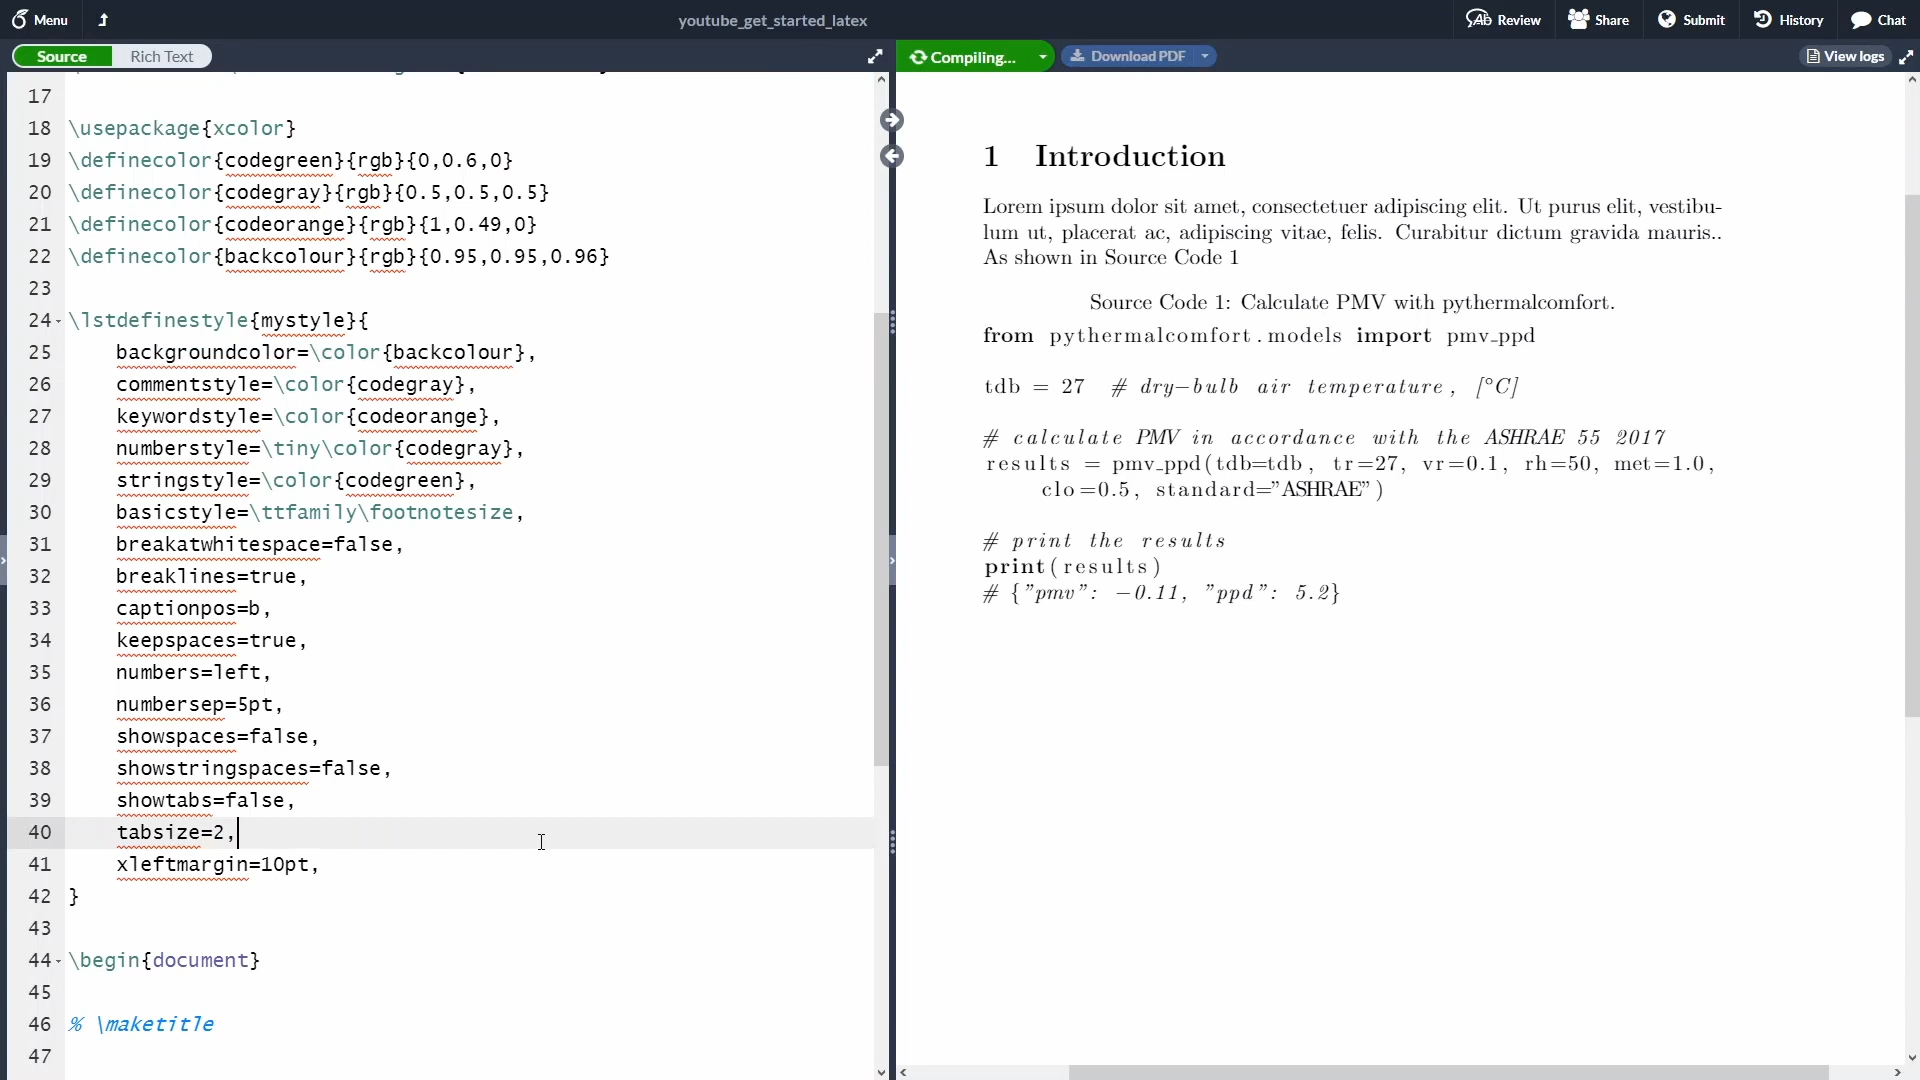 Menu
youtube_get_started_latex
Review
Share
Submit
History
Chat
Source
Rich Text
Compiling...
Download PDF
View logs
17
18 \usepackage{xcolor}
19 \definecolor{codegreen}{rgb}{0,0.6,0}
20 \definecolor{codegray}{rgb}{0.5,0.5,0.5}
21 \definecolor{codeorange}{rgb}{1,0.49,0}
22 \definecolor{backcolour}{rgb}{0.95,0.95,0.96}
23
24 \lstdefinestyle{mystyle}{
25 backgroundcolor=\color{backcolour},
26 commentstyle=\color{codegray},
27 keywordstyle=\color{codeorange},
28 numberstyle=\tiny\color{codegray},
29 stringstyle=\color{codegreen},
30 basicstyle=\ttfamily\footnotesize,
31 breakatwhitespace=false,
32 breaklines=true,
33 captionpos=b,
34 keepspaces=true,
35 numbers=left,
36 numbersep=5pt,
37 showspaces=false,
38 showstringspaces=false,
39 showtabs=false,
40 tabsize=2,
41 xleftmargin=10pt,
42 }
43
44 \begin{document}
45
46 % \maketitle
47
1 Introduction
Lorem ipsum dolor sit amet, consectetuer adipiscing elit. Ut purus elit, vestibu-
lum ut, placerat ac, adipiscing vitae, felis. Curabitur dictum gravida mauris..
As shown in Source Code 1
Source Code 1: Calculate PMV with pythermalcomfort.
from pythermalcomfort.models import pmv_ppd
tdb = 27 # dry-bulb air temperature, [°C]
# calculate PMV in accordance with the ASHRAE 55 2017
results = pmv_ppd(tdb=tdb, tr=27, vr=0.1, rh=50, met=1.0,
clo=0.5, standard="ASHRAE")
# print the results
print(results)
# {"pmv": -0.11, "ppd": 5.2}